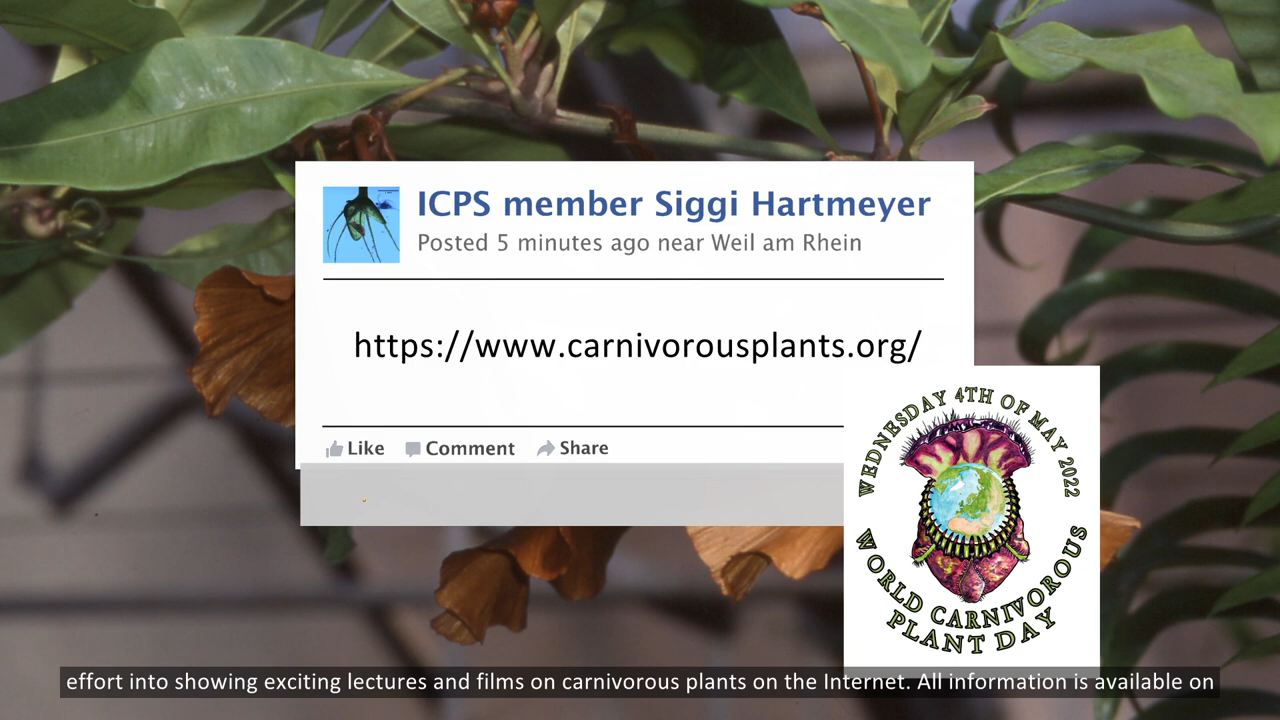 ICPS member Siggi Hartmeyer
Posted 5 minutes ago near Weil am Rhein
https://www.carnivorousplants.org/
Like Comment Share
WEDNESDAY 4TH OF MAY 2022
WORLD CARNIVOROUS
PLANT DAY
effort into showing exciting lectures and films on carnivorous plants on the Internet. All information is available on